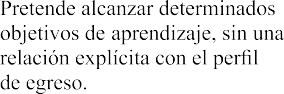 Pretende alcanzar determinados
objetivos de aprendizaje, sin una
relación explícita con el perfil
de egreso.